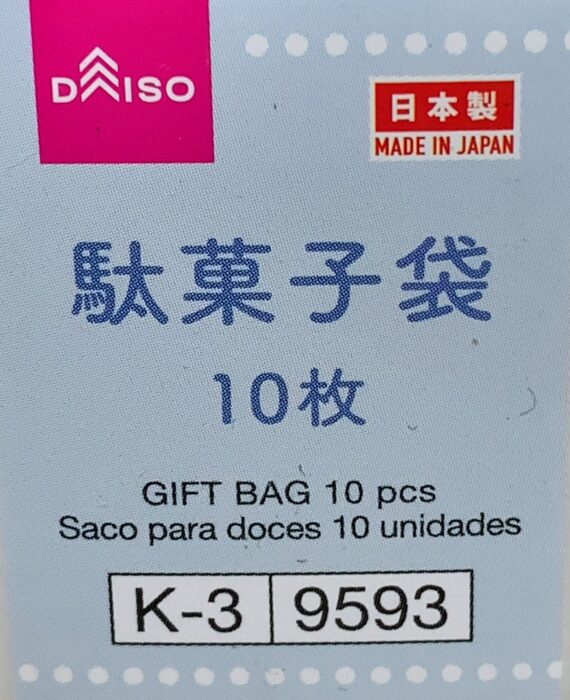 DAISO
日本製
MADE IN JAPAN
駄菓子袋
10枚
GIFT BAG 10 pcs
Saco para doces 10 unidades
K-3 9593